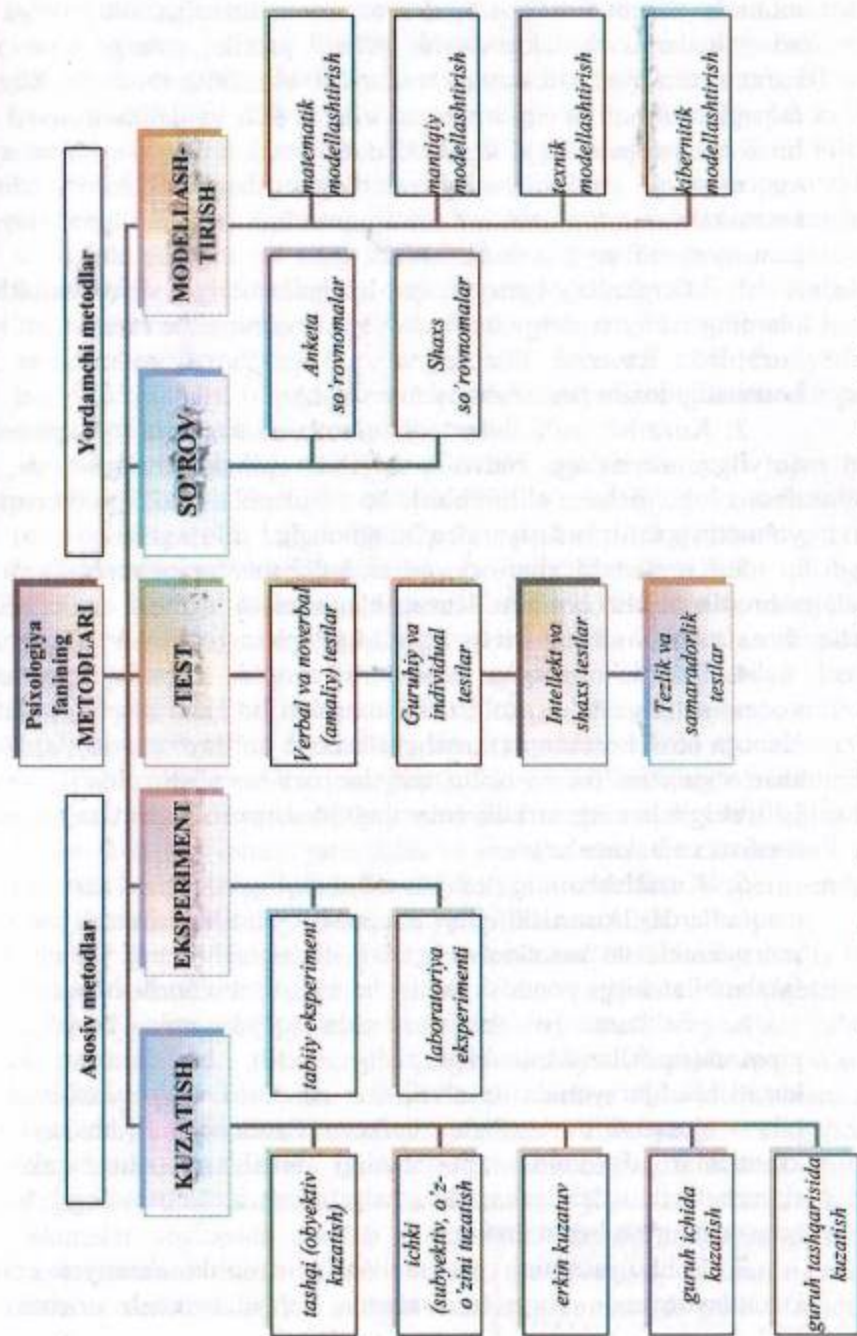 Psixologiya
fanining
METODLARI
Asosiy metodlar
Yordamchi metodlar
KUZATISH
EKSPERIMENT
TEST
SO'ROV
MODELLASH-
TIRISH
tashqi (obyektiv
kuzatish)
ichki
(subyektiv, o'z-
o'zini tuzatish
erkin kuzatuv
guruh ichida
kuzatish
guruh tashqarisida
kuzatish
tabiiy eksperiment
laboratoriya
eksperimenti
Verbal va noverbal
(amaliy) testlar
Guruhiy va
individual
testlar
Intellekt va
shaxs testlar
Tezlik va
samaradorlik
testlar
Anketa
so'rovnomalar
Shaxs
so'rovnomalar
matematik
modellashtirish
mantiqiy
modellashtirish
texnik
modellashtirish
kibernitik
modellashtirish